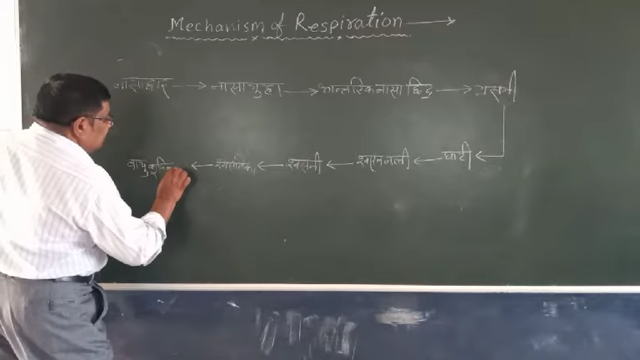 Mechanism of Respiration →
नासाद्वार → नासागुहा → आन्तरिक नासा छिद्र → ग्रसनी
वायु ← श्वसनिका ← श्वसनी ← श्वासनली ← घाटी ←